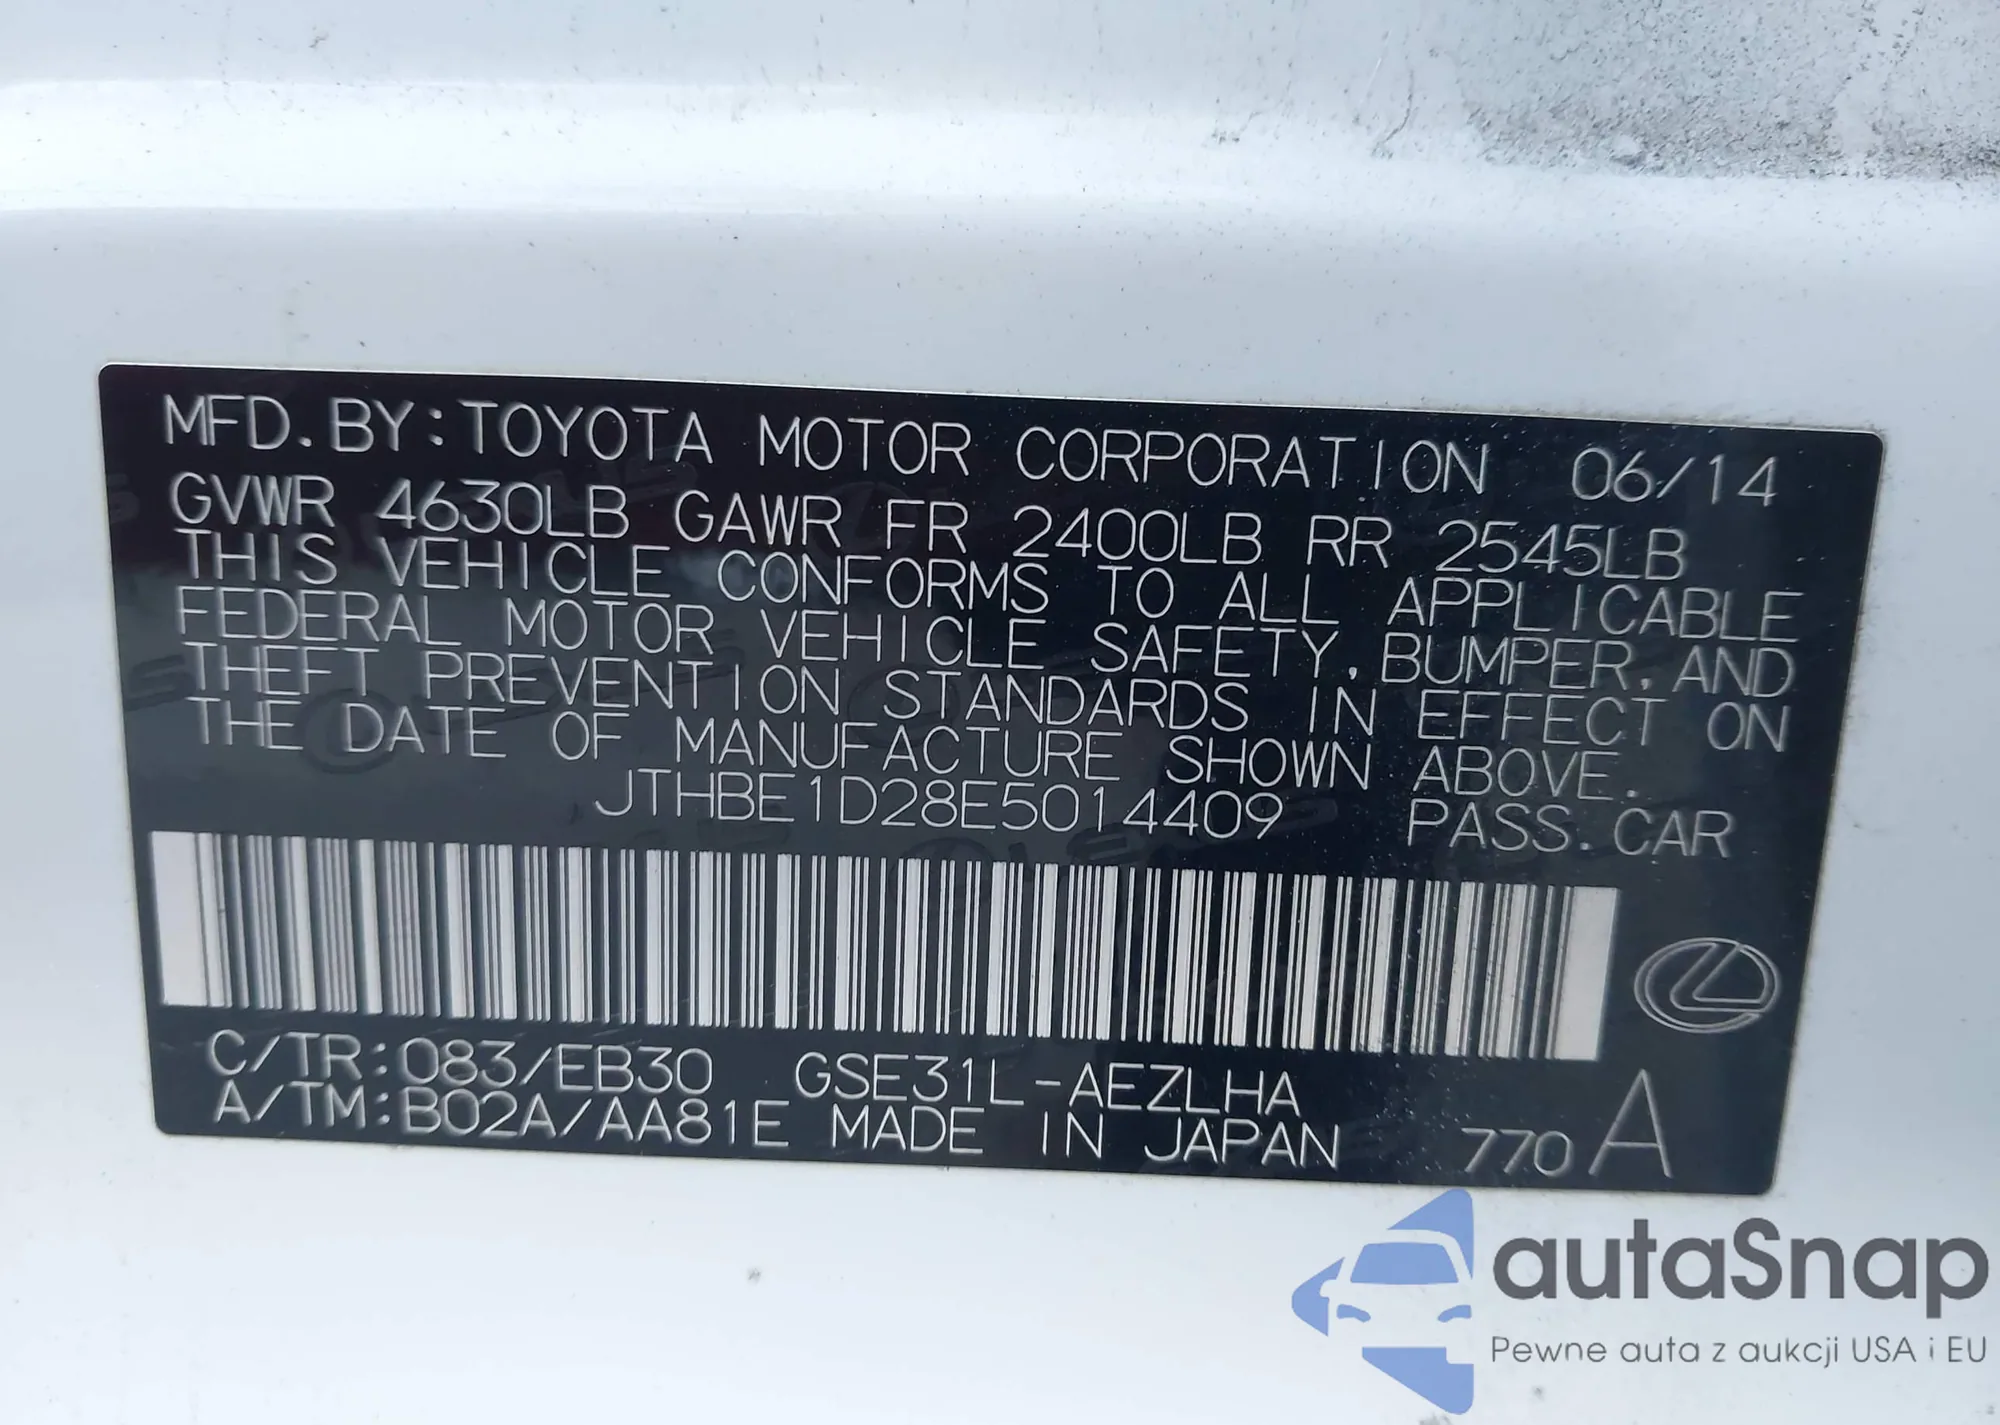 MFD. BY: TOYOTA MOTOR CORPORATION 06/14
GVWR 4630LB GAWR FR 2400LB RR 2545LB
THIS VEHICLE CONFORMS TO ALL APPLICABLE
FEDERAL MOTOR VEHICLE SAFETY, BUMPER, AND
THEFT PREVENTION STANDARDS IN EFFECT ON
THE DATE OF MANUFACTURE SHOWN ABOVE.
JTHBE1D28E5014409 PASS. CAR
C/TR: 083/EB30 GSE31L-AEZLHA
A/TM: B02A/AA81E MADE IN JAPAN 770 A
autaSnap
Pewne auta z aukcji USA i EU